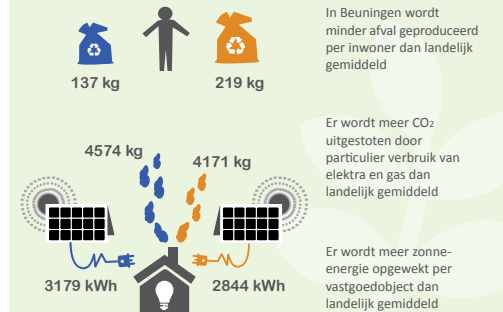 In Beuningen wordt
minder afval geproduceerd
per inwoner dan landelijk
gemiddeld
137 kg
219 kg
Er wordt meer CO₂
uitgestoten door
particulier verbruik van
elektra en gas dan
landelijk gemiddeld
4574 kg
4171 kg
Er wordt meer zonne-
energie opgewekt per
vastgoedobject dan
landelijk gemiddeld
3179 kWh
2844 kWh